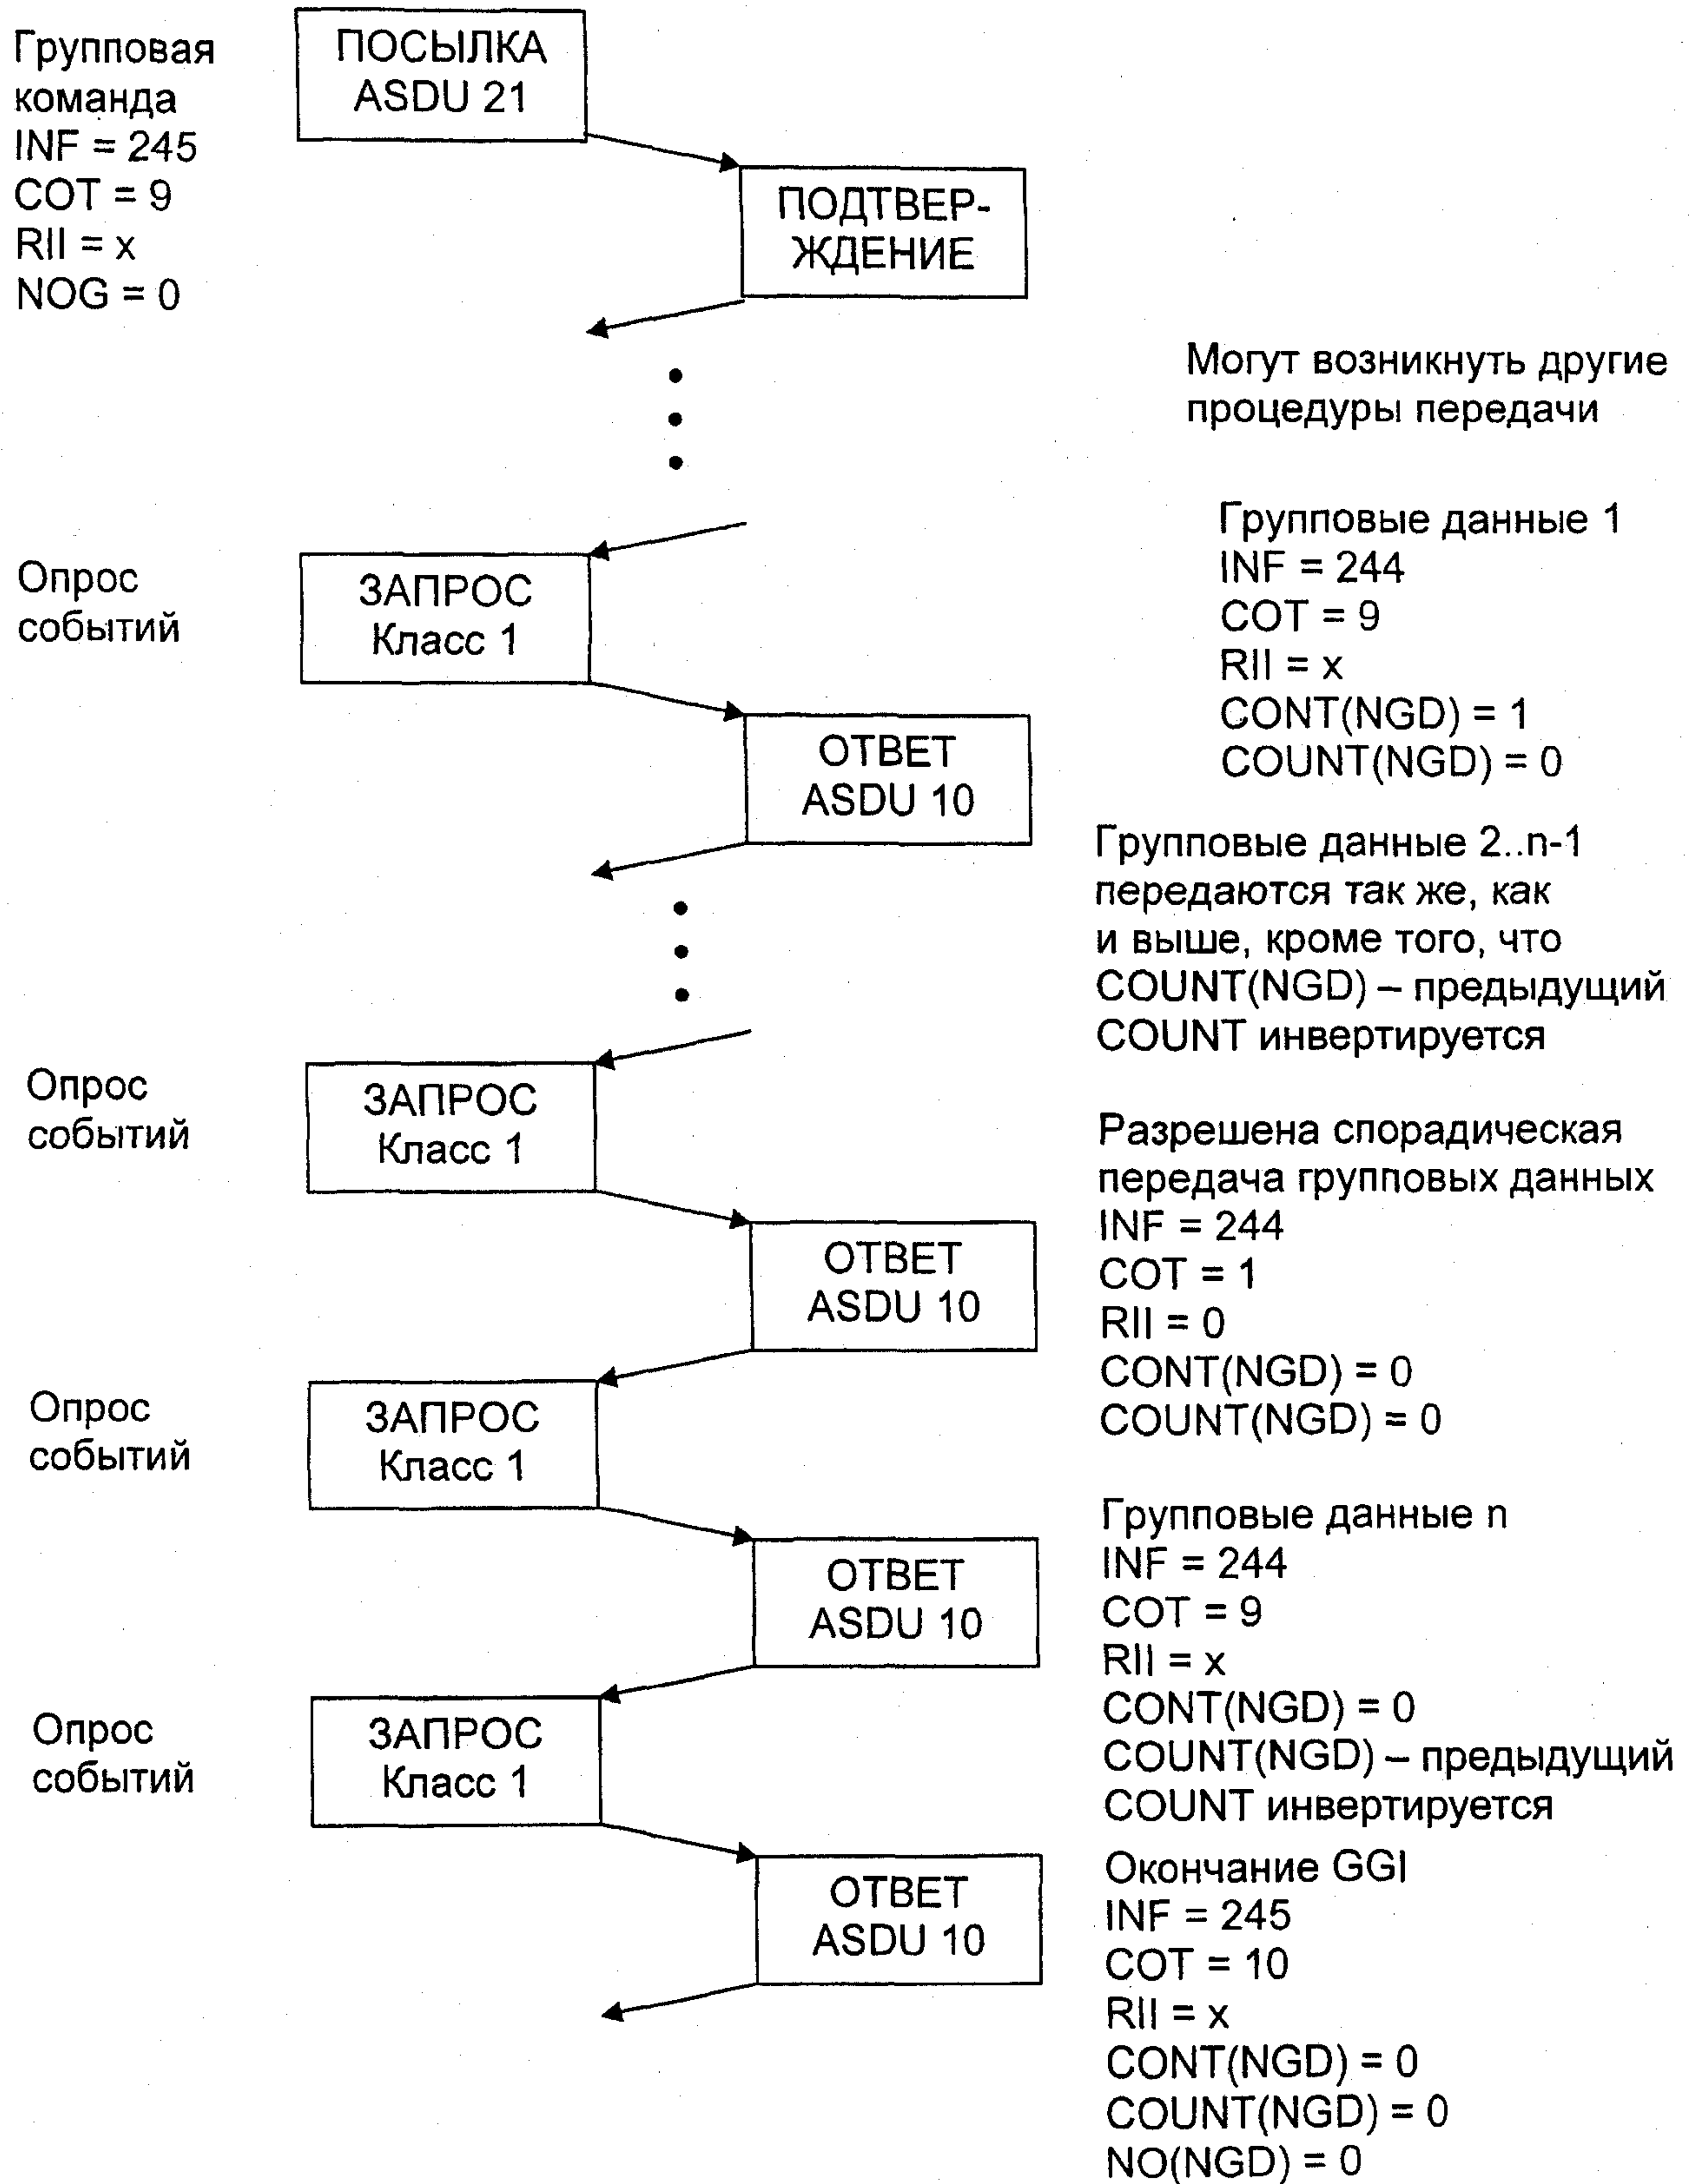 Групповая
команда
INF = 245
COT = 9
RII = x
NOG = 0
ПОСЫЛКА
ASDU 21
ПОДТВЕР-
ЖДЕНИЕ
Могут возникнуть другие
процедуры передачи
Опрос
событий
ЗАПРОС
Класс 1
Групповые данные 1
INF = 244
COT = 9
RII = x
CONT(NGD) = 1
COUNT(NGD) = 0
ОТВЕТ
ASDU 10
Групповые данные 2..n-1
передаются так же, как
и выше, кроме того, что
COUNT(NGD) – предыдущий
COUNT инвертируется
Опрос
событий
ЗАПРОС
Класс 1
Разрешена спорадическая
передача групповых данных
INF = 244
COT = 1
RII = 0
CONT(NGD) = 0
COUNT(NGD) = 0
ОТВЕТ
ASDU 10
Опрос
событий
ЗАПРОС
Класс 1
Групповые данные n
INF = 244
COT = 9
RII = x
CONT(NGD) = 0
COUNT(NGD) – предыдущий
COUNT инвертируется
ОТВЕТ
ASDU 10
Опрос
событий
ЗАПРОС
Класс 1
ОТВЕТ
ASDU 10
Окончание GGI
INF = 245
COT = 10
RII = x
CONT(NGD) = 0
COUNT(NGD) = 0
NO(NGD) = 0